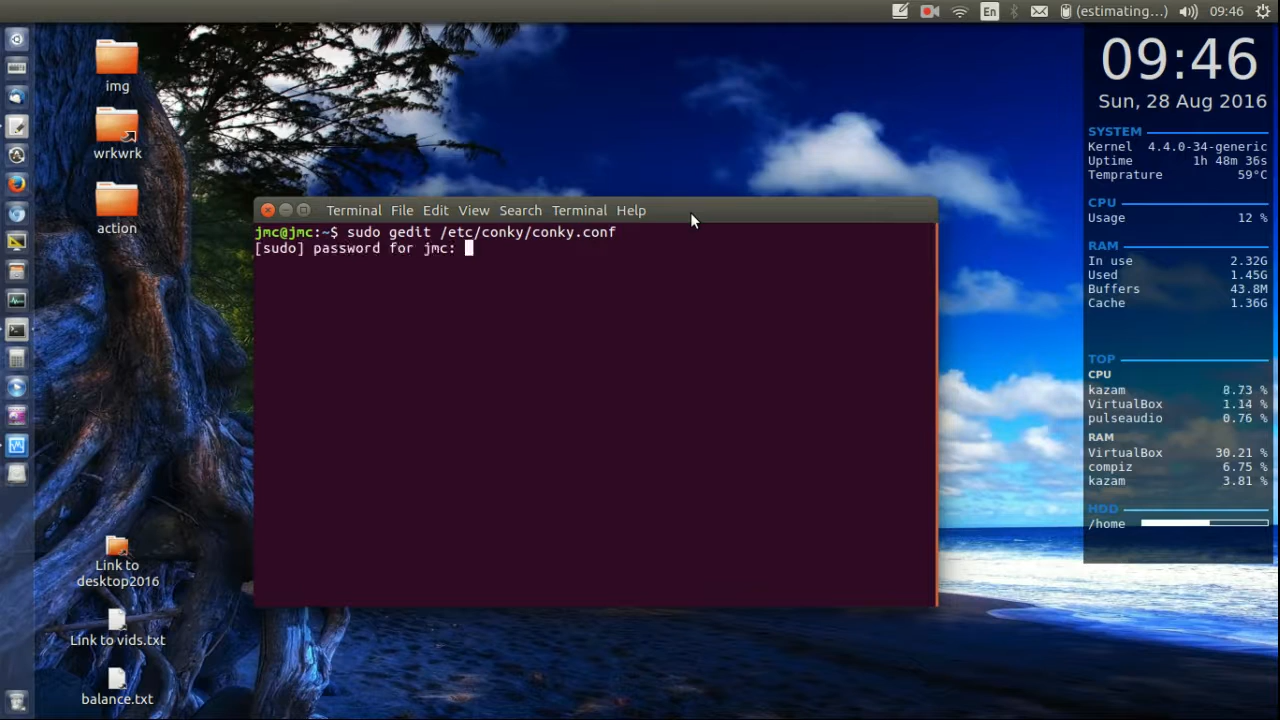 En (estimating...) 09:46
img
wrkwrk
action
Link to
desktop2016
Link to vids.txt
balance.txt
Terminal File Edit View Search Terminal Help
jmc@jmc:~$ sudo gedit /etc/conky/conky.conf
[sudo] password for jmc:
09:46
Sun, 28 Aug 2016
SYSTEM
Kernel 4.4.0-34-generic
Uptime 1h 48m 36s
Temprature 59°C
CPU
Usage 12 %
RAM
In use 2.32G
Used 1.45G
Buffers 43.8M
Cache 1.36G
TOP
CPU
kazam 8.73 %
VirtualBox 1.14 %
pulseaudio 0.76 %
RAM
VirtualBox 30.21 %
compiz 6.75 %
kazam 3.81 %
HDD
/home